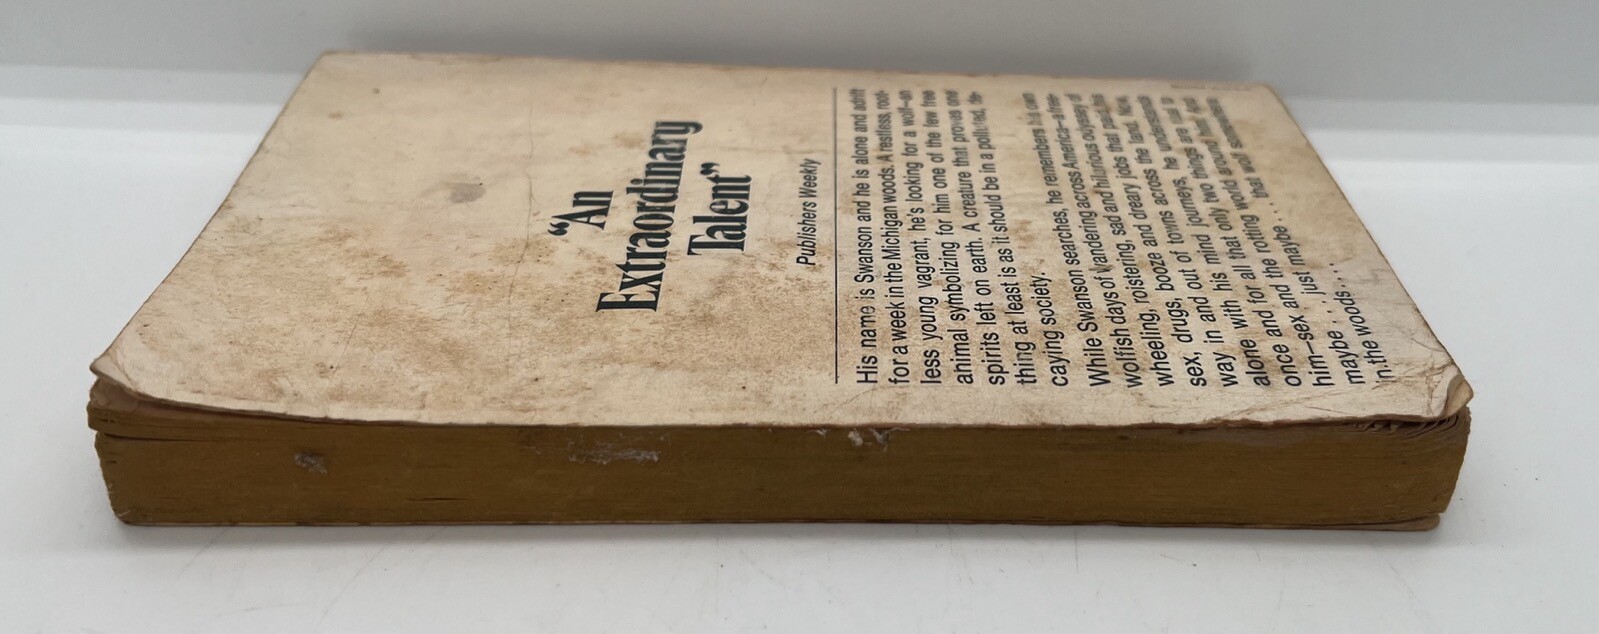 “An
Extraordinary
Talent”
Publishers Weekly
His name is Swanson and he is alone and adrift
for a week in the Michigan woods. A restless, root-
less young vagrant, he's looking for a wolf—an
animal symbolizing for him one of the few free
spirits left on earth. A creature that proves one
thing at least is as it should be in a polluted, de-
caying society.
While Swanson searches, he remembers his own
wolfish days of wandering across America—a free-
wheeling, roistering, sad and hilarious odyssey of
sex, drugs, booze and dreary jobs that paid his
way in and out of towns across the land. Now,
alone with his mind journeys, he understands
once and for all that only two things are real to
him—sex and the rolling world around him and
maybe . . . just maybe . . . that wolf somewhere
in the woods....